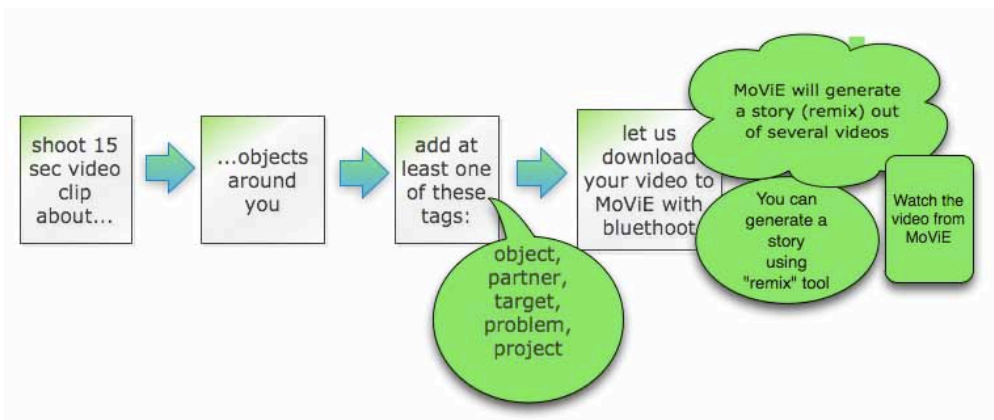 shoot 15
sec video
clip
about...
...objects
around
you
add at
least one
of these
tags:
object,
partner,
target,
problem,
project
let us
download
your video to
MoViE with
bluethoot
MoViE will generate
a story (remix) out
of several videos
You can
generate a
story
using
"remix" tool
Watch the
video from
MoViE